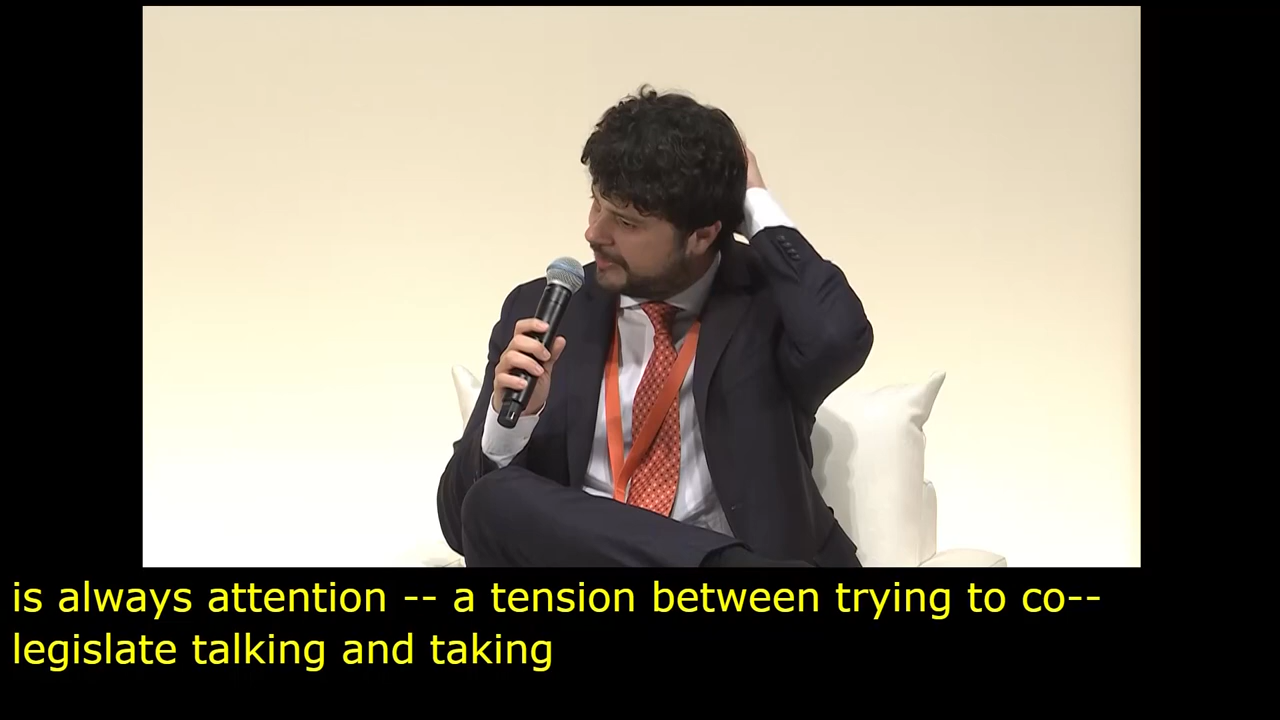 is always attention -- a tension between trying to co--
legislate talking and taking